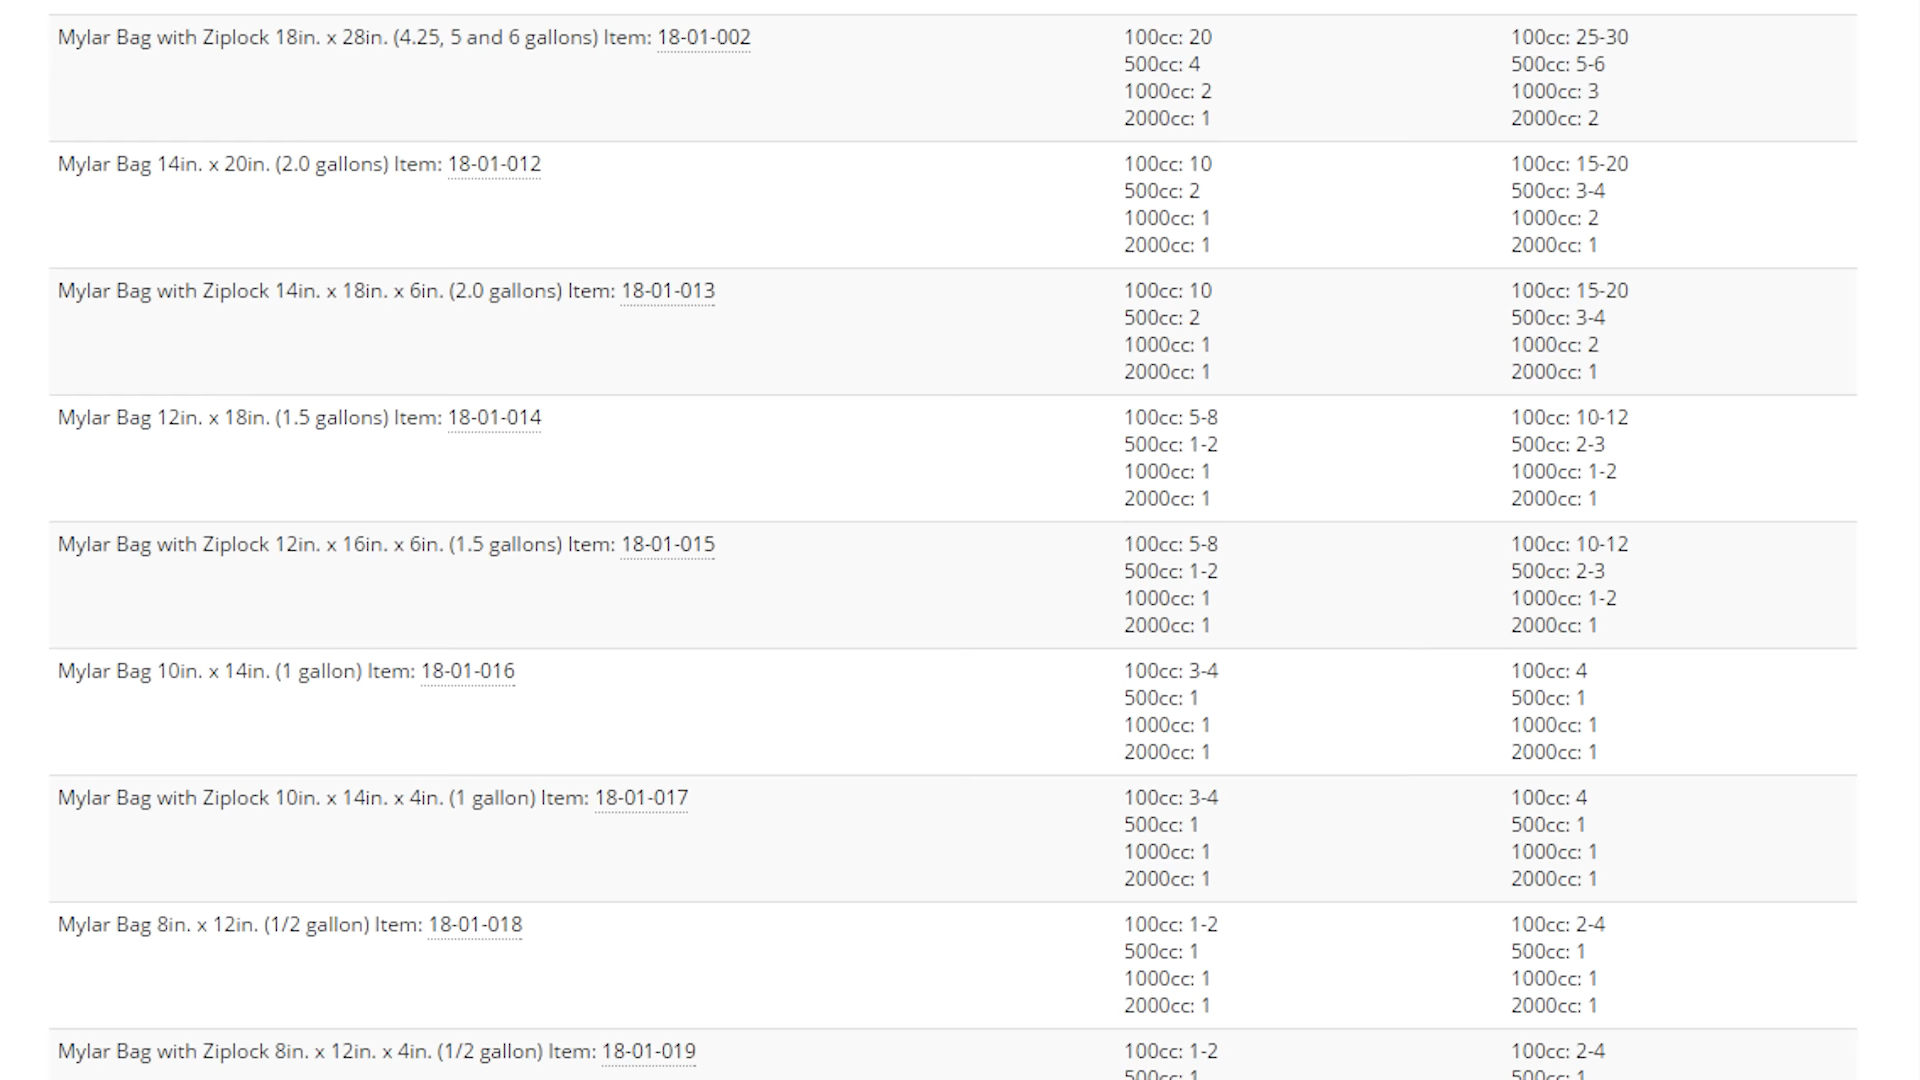 Mylar Bag with Ziplock 18in. x 28in. (4.25, 5 and 6 gallons) Item: 18-01-002
100cc: 20
500cc: 4
1000cc: 2
2000cc: 1
100cc: 25-30
500cc: 5-6
1000cc: 3
2000cc: 2
Mylar Bag 14in. x 20in. (2.0 gallons) Item: 18-01-012
100cc: 10
500cc: 2
1000cc: 1
2000cc: 1
100cc: 15-20
500cc: 3-4
1000cc: 2
2000cc: 1
Mylar Bag with Ziplock 14in. x 18in. x 6in. (2.0 gallons) Item: 18-01-013
100cc: 10
500cc: 2
1000cc: 1
2000cc: 1
100cc: 15-20
500cc: 3-4
1000cc: 2
2000cc: 1
Mylar Bag 12in. x 18in. (1.5 gallons) Item: 18-01-014
100cc: 5-8
500cc: 1-2
1000cc: 1
2000cc: 1
100cc: 10-12
500cc: 2-3
1000cc: 1-2
2000cc: 1
Mylar Bag with Ziplock 12in. x 16in. x 6in. (1.5 gallons) Item: 18-01-015
100cc: 5-8
500cc: 1-2
1000cc: 1
2000cc: 1
100cc: 10-12
500cc: 2-3
1000cc: 1-2
2000cc: 1
Mylar Bag 10in. x 14in. (1 gallon) Item: 18-01-016
100cc: 3-4
500cc: 1
1000cc: 1
2000cc: 1
100cc: 4
500cc: 1
1000cc: 1
2000cc: 1
Mylar Bag with Ziplock 10in. x 14in. x 4in. (1 gallon) Item: 18-01-017
100cc: 3-4
500cc: 1
1000cc: 1
2000cc: 1
100cc: 4
500cc: 1
1000cc: 1
2000cc: 1
Mylar Bag 8in. x 12in. (1/2 gallon) Item: 18-01-018
100cc: 1-2
500cc: 1
1000cc: 1
2000cc: 1
100cc: 2-4
500cc: 1
1000cc: 1
2000cc: 1
Mylar Bag with Ziplock 8in. x 12in. x 4in. (1/2 gallon) Item: 18-01-019
100cc: 1-2
500cc: 1
100cc: 2-4
500cc: 1